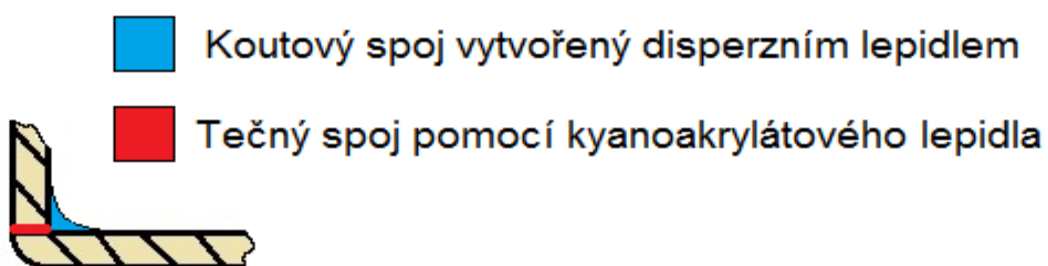 Koutový spoj vytvořený disperzním lepidlem
Tečný spoj pomocí kyanoakrylátového lepidla